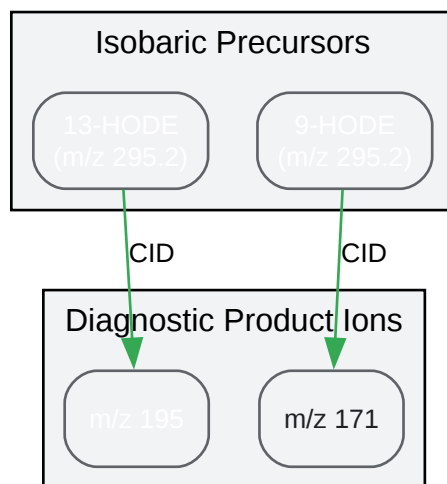 Isobaric Precursors
13-HODE
(m/z 295.2)
9-HODE
(m/z 295.2)
CID
CID
Diagnostic Product Ions
m/z 195
m/z 171